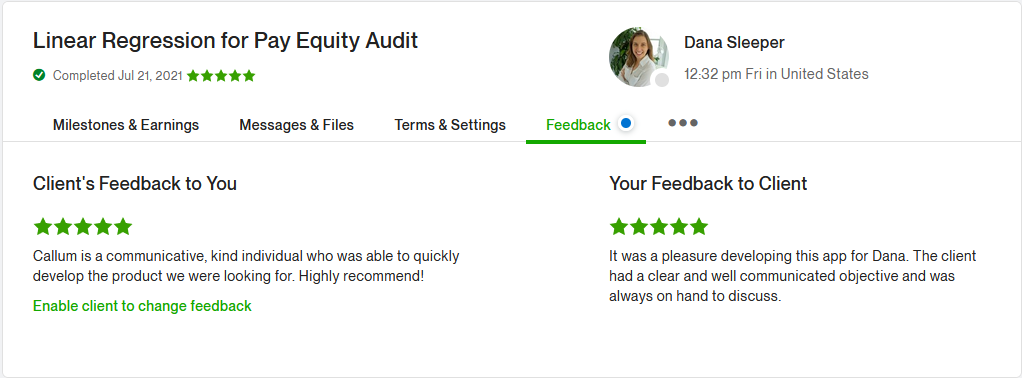 Linear Regression for Pay Equity Audit
Completed Jul 21, 2021
Dana Sleeper
12:32 pm Fri in United States
Milestones & Earnings
Messages & Files
Terms & Settings
Feedback
Client's Feedback to You
Callum is a communicative, kind individual who was able to quickly
develop the product we were looking for. Highly recommend!
Enable client to change feedback
Your Feedback to Client
It was a pleasure developing this app for Dana. The client
had a clear and well communicated objective and was
always on hand to discuss.